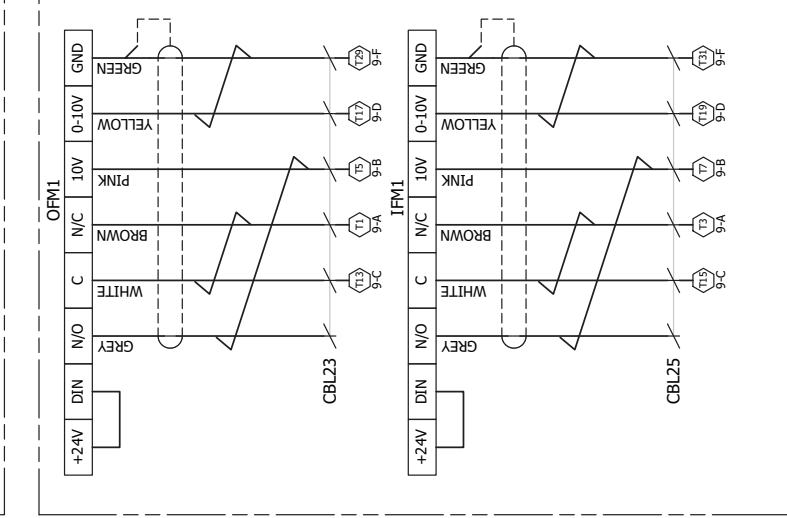 OFM1
GND
0-10V
10V
N/C
C
N/O
DIN
+24V
GREEN
YELLOW
PINK
BROWN
WHITE
GREY
CBL23
T29
9-F
T17
9-D
T5
9-B
T1
9-A
T13
9-C
IFM1
GND
0-10V
10V
N/C
C
N/O
DIN
+24V
GREEN
YELLOW
PINK
BROWN
WHITE
GREY
CBL25
T31
9-F
T19
9-D
T7
9-B
T3
9-A
T15
9-C